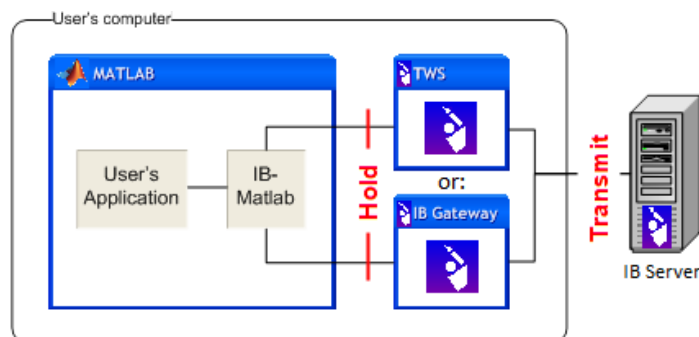 User's computer
MATLAB
TWS
User's
Application
IB-
Matlab
Hold
or:
IB Gateway
Transmit
IB Server